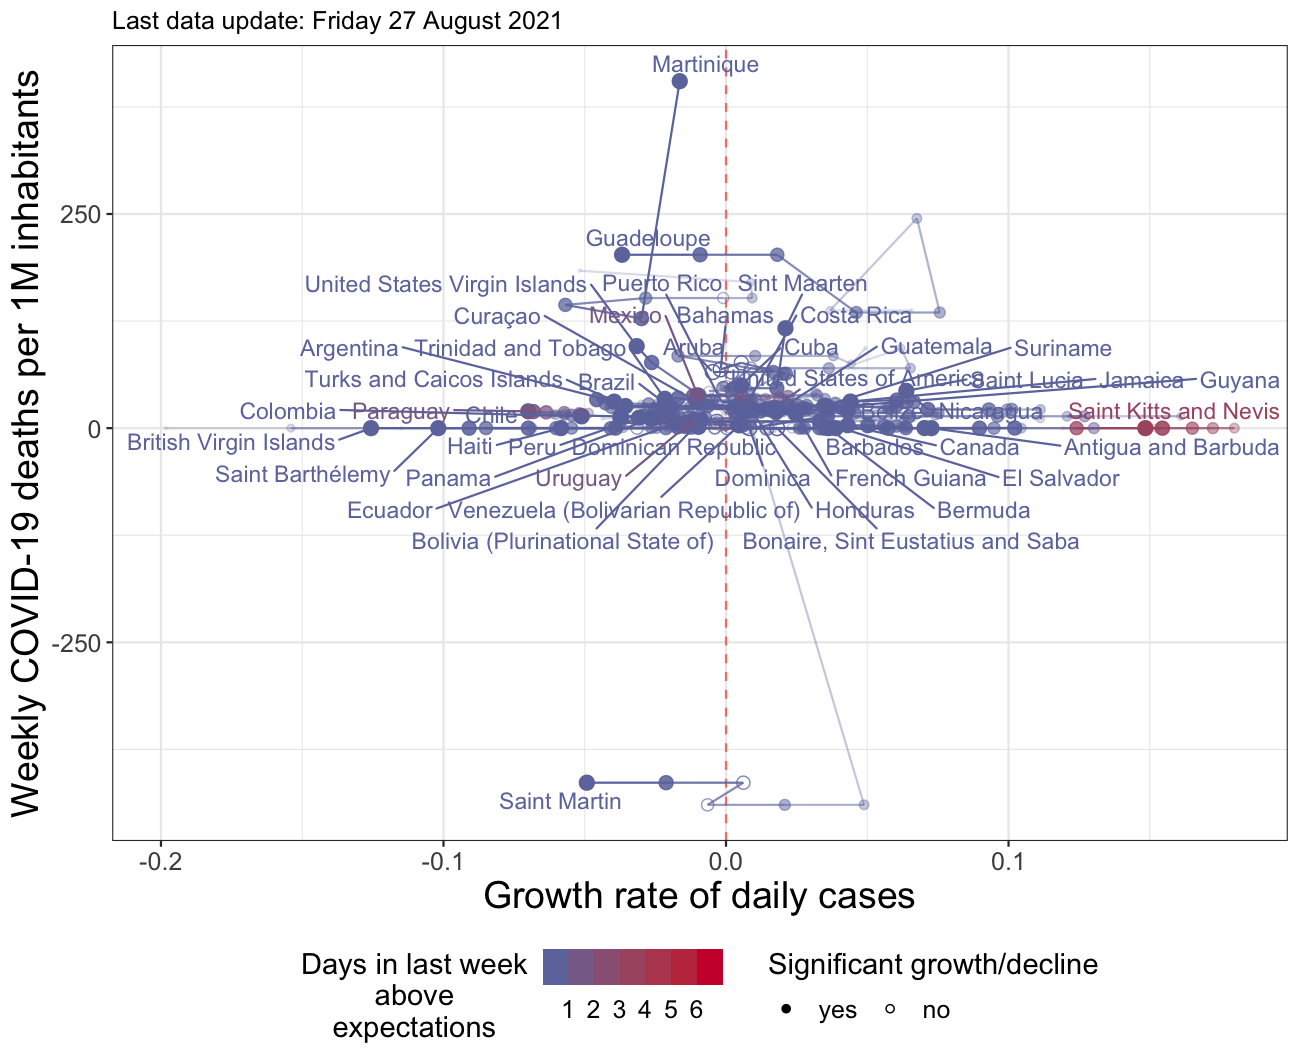 Last data update: Friday 27 August 2021
Weekly COVID-19 deaths per 1M inhabitants
250
0
-250
Martinique
Guadeloupe
United States Virgin Islands
Puerto Rico
Sint Maarten
Curaçao
Mexico
Bahamas
Costa Rica
Argentina
Trinidad and Tobago
Aruba
Cuba
Guatemala
Suriname
Turks and Caicos Islands
Brazil
United States of America
Saint Lucia
Jamaica
Guyana
Colombia
Paraguay
Chile
Belize
Nicaragua
Saint Kitts and Nevis
British Virgin Islands
Haiti
Peru
Dominican Republic
Barbados
Canada
Antigua and Barbuda
Saint Barthélemy
Panama
Uruguay
Dominica
French Guiana
El Salvador
Ecuador
Venezuela (Bolivarian Republic of)
Honduras
Bermuda
Bolivia (Plurinational State of)
Bonaire, Sint Eustatius and Saba
Saint Martin
-0.2
-0.1
0.0
0.1
Growth rate of daily cases
Days in last week
above
expectations
1 2 3 4 5 6
Significant growth/decline
yes
no